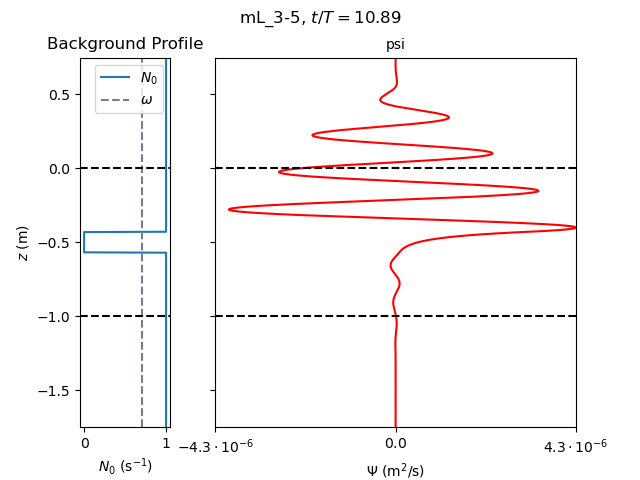 mL_3-5, t/T = 10.89
Background Profile
psi
N₀
ω
0.5
0.0
−0.5
−1.0
−1.5
z (m)
0
1
N₀ (s⁻¹)
−4.3 · 10⁻⁶
0.0
4.3 · 10⁻⁶
Ψ (m²/s)